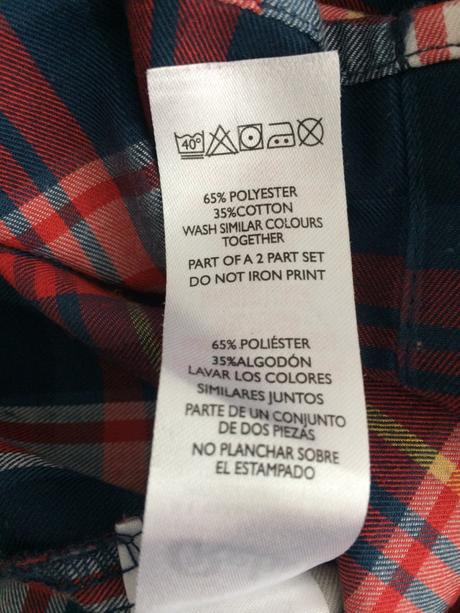 40°
65% POLYESTER
35%COTTON
WASH SIMILAR COLOURS
TOGETHER
PART OF A 2 PART SET
DO NOT IRON PRINT
65% POLIÉSTER
35%ALGODÓN
LAVAR LOS COLORES
SIMILARES JUNTOS
PARTE DE UN CONJUNTO
DE DOS PIEZAS
NO PLANCHAR SOBRE
EL ESTAMPADO